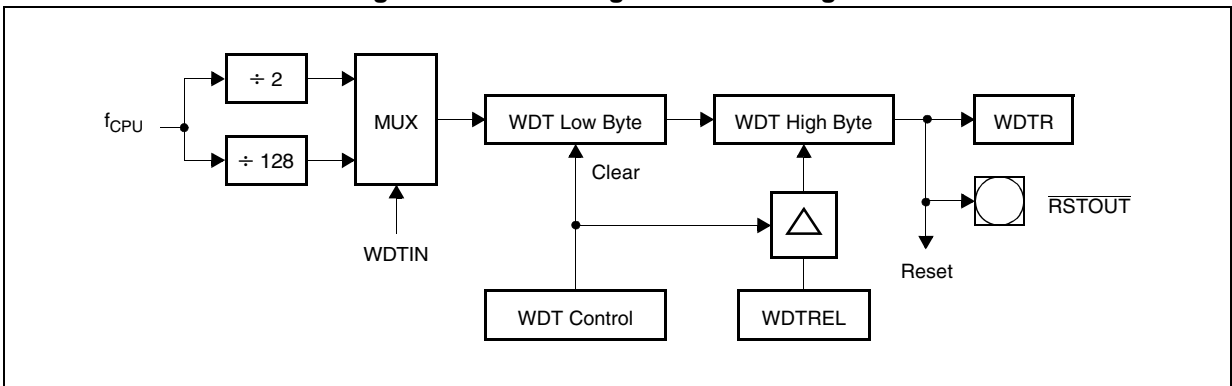 ÷ 2
f_CPU
MUX
WDT Low Byte
WDT High Byte
WDTR
÷ 128
Clear
RSTOUT
WDTIN
Reset
WDT Control
WDTREL